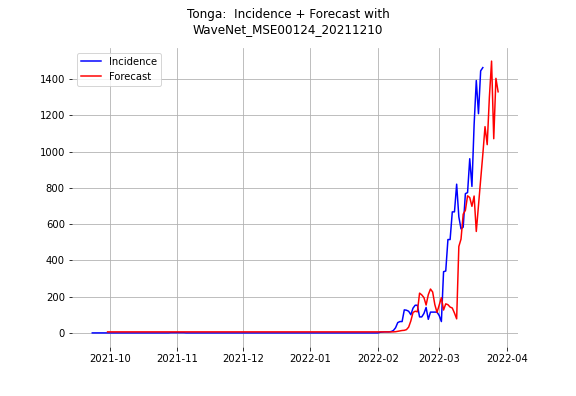 Tonga:  Incidence + Forecast with
WaveNet_MSE00124_20211210
Incidence
Forecast
1400
1200
1000
800
600
400
200
0
2021-10 2021-11 2021-12 2022-01 2022-02 2022-03 2022-04